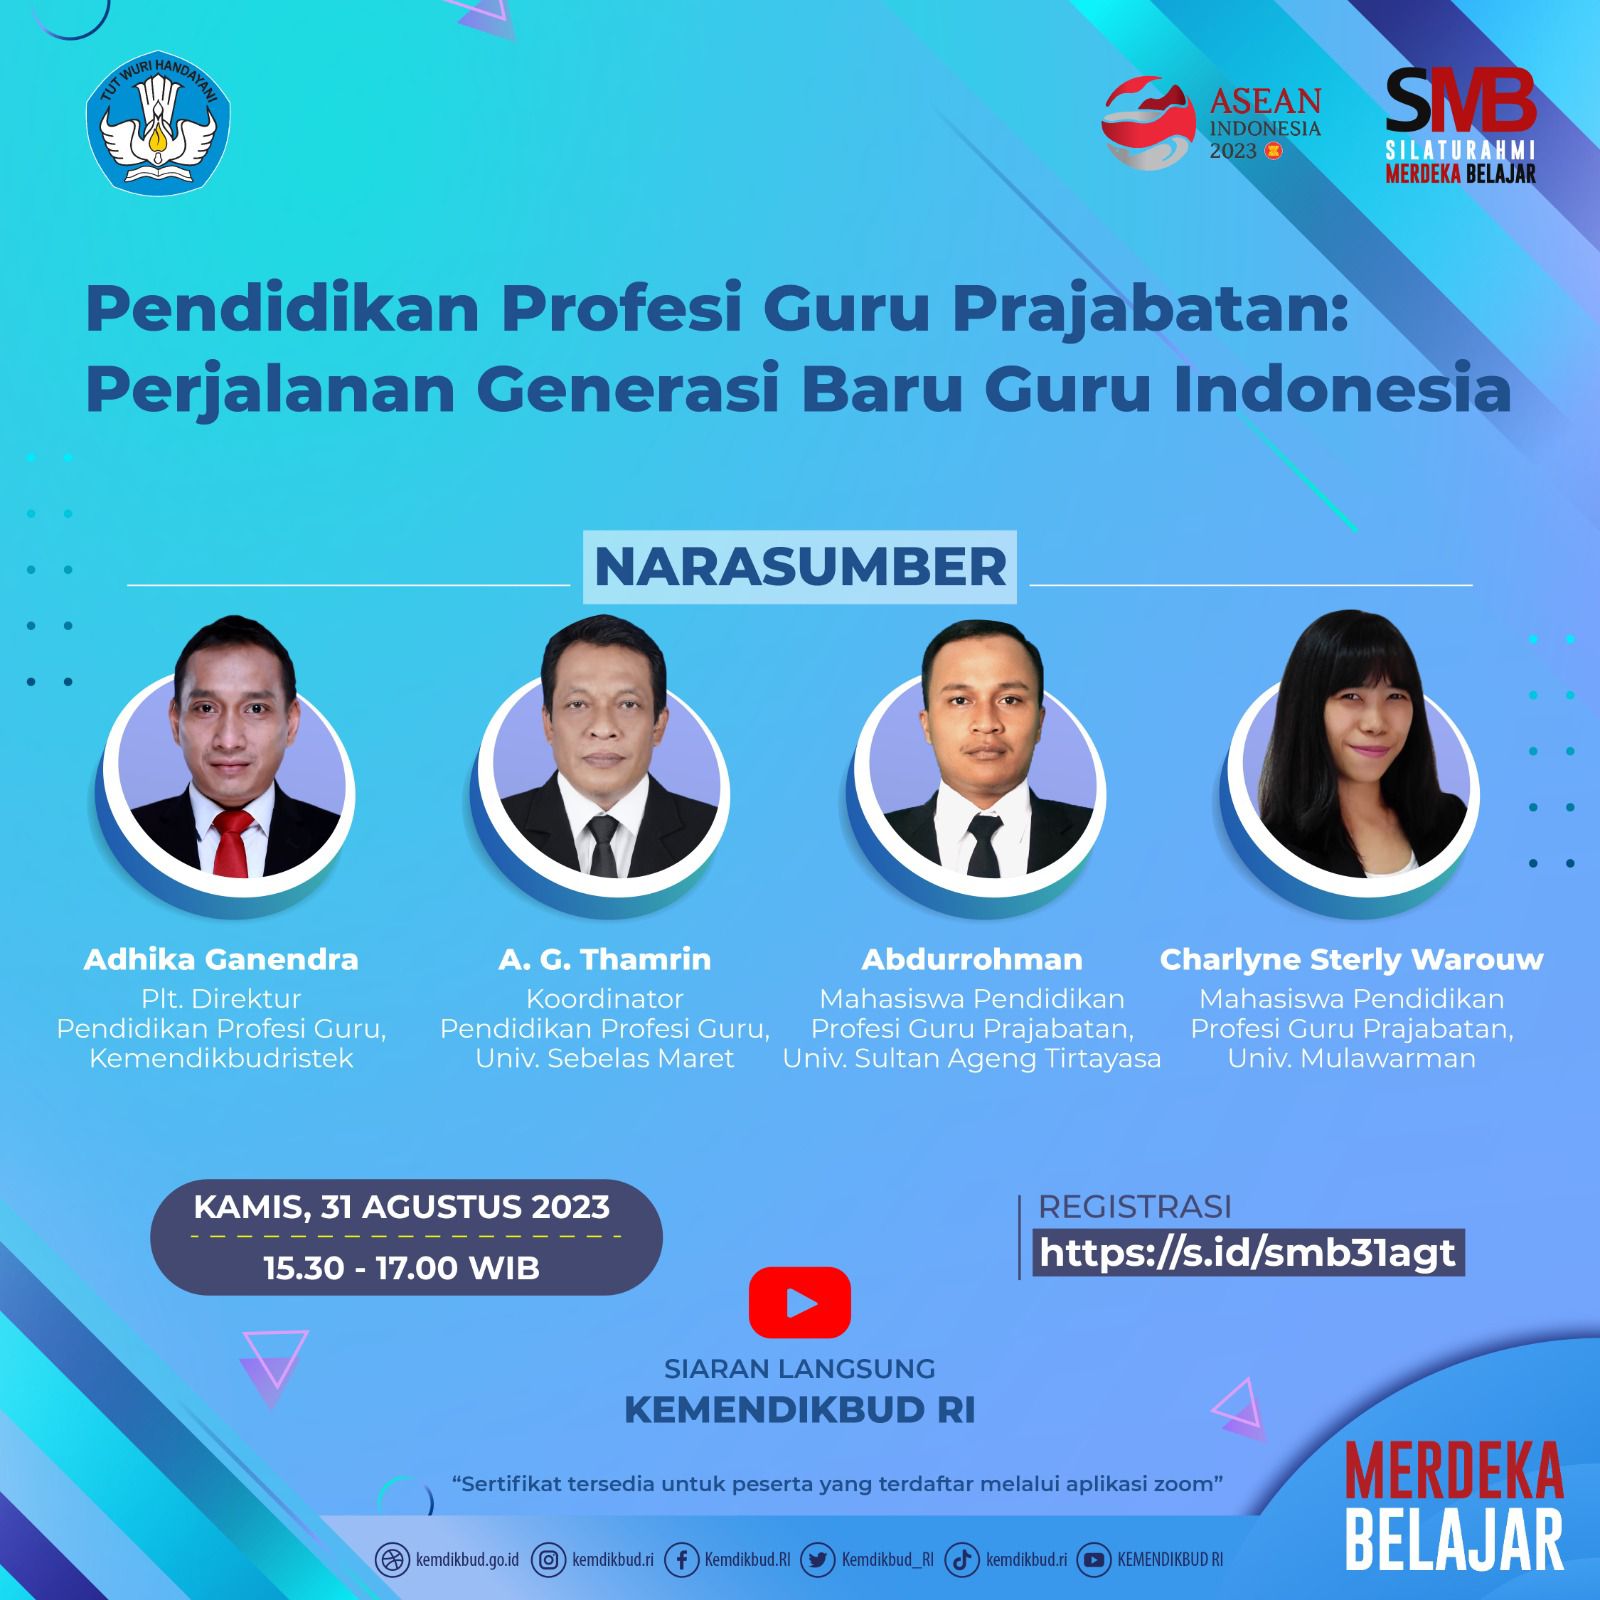 TUT WURI HANDAYANI
ASEAN
INDONESIA
2023
SMB
SILATURAHMI
MERDEKA BELAJAR
Pendidikan Profesi Guru Prajabatan:
Perjalanan Generasi Baru Guru Indonesia
NARASUMBER
Adhika Ganendra
Plt. Direktur
Pendidikan Profesi Guru,
Kemendikbudristek
A. G. Thamrin
Koordinator
Pendidikan Profesi Guru,
Univ. Sebelas Maret
Abdurrohman
Mahasiswa Pendidikan
Profesi Guru Prajabatan,
Univ. Sultan Ageng Tirtayasa
Charlyne Sterly Warouw
Mahasiswa Pendidikan
Profesi Guru Prajabatan,
Univ. Mulawarman
KAMIS, 31 AGUSTUS 2023
15.30 - 17.00 WIB
REGISTRASI
https://s.id/smb31agt
SIARAN LANGSUNG
KEMENDIKBUD RI
“Sertifikat tersedia untuk peserta yang terdaftar melalui aplikasi zoom”
MERDEKA
BELAJAR
kemdikbud.go.id kemdikbud.ri Kemdikbud.RI Kemdikbud_RI kemdikbud.ri KEMENDIKBUD RI